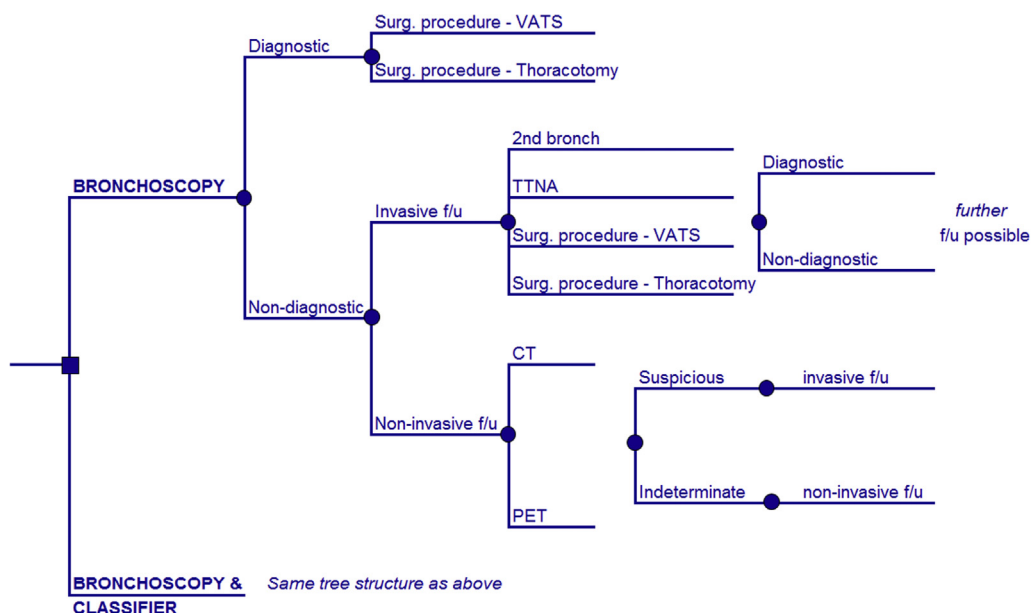 Surg. procedure - VATS
Diagnostic
Surg. procedure - Thoracotomy
2nd bronch
Diagnostic
BRONCHOSCOPY
TTNA
Invasive f/u
further
f/u possible
Surg. procedure - VATS
Non-diagnostic
Surg. procedure - Thoracotomy
Non-diagnostic
CT
Suspicious
invasive f/u
Non-invasive f/u
Indeterminate
non-invasive f/u
PET
BRONCHOSCOPY &
CLASSIFIER
Same tree structure as above